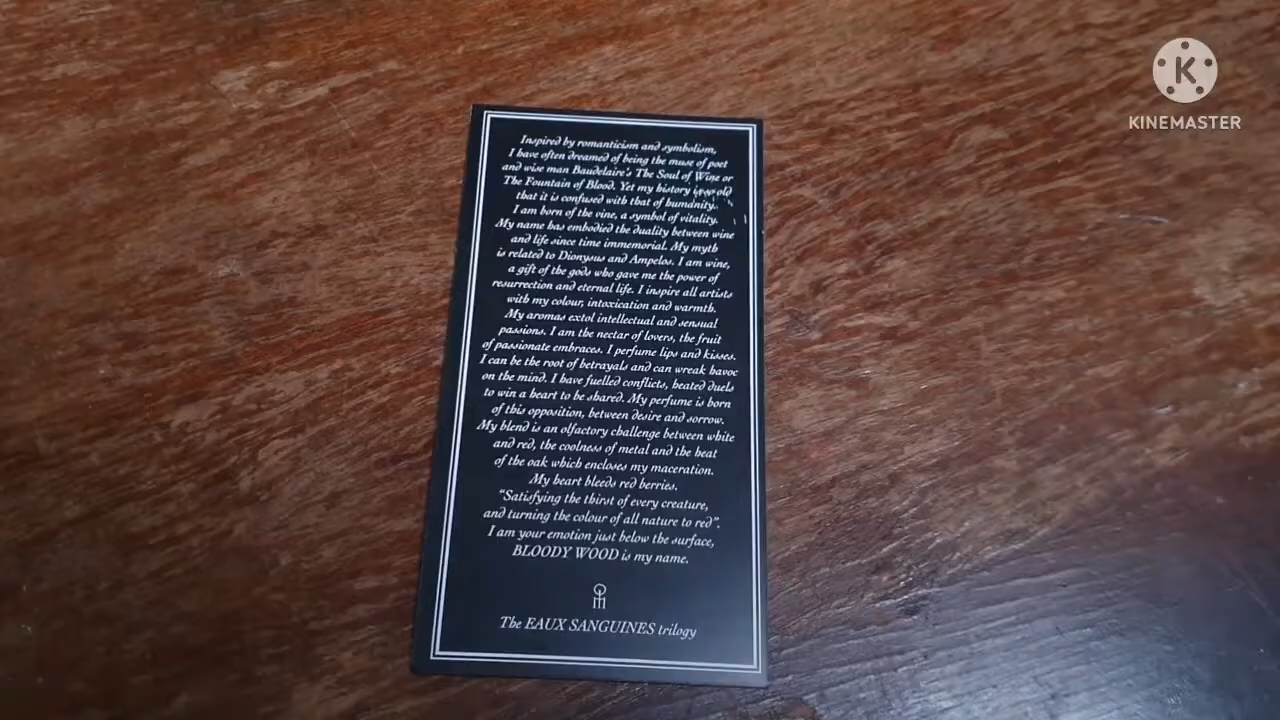 Inspired by romanticism and symbolism,
I have often dreamed of being the muse of poet
and wise man Baudelaire's The Soul of Wine or
The Fountain of Blood. Yet my history is so old
that it is confused with that of humanity.
I am born of the vine, a symbol of vitality.
My name has embodied the duality between wine
and life since time immemorial. My myth
is related to Dionysus and Ampelos. I am wine,
a gift of the gods who gave me the power of
resurrection and eternal life. I inspire all artists
with my colour, intoxication and warmth.
My aromas extol intellectual and sensual
passions. I am the nectar of lovers, the fruit
of passionate embraces. I perfume lips and kisses.
I can be the root of betrayals and can wreak havoc
on the mind. I have fuelled conflicts, heated duels
to win a heart to be shared. My perfume is born
of this opposition, between desire and sorrow.
My blend is an olfactory challenge between white
and red, the coolness of metal and the heat
of the oak which encloses my maceration.
My heart bleeds red berries.
"Satisfying the thirst of every creature,
and turning the colour of all nature to red".
I am your emotion just below the surface,
BLOODY WOOD is my name.
The EAUX SANGUINES trilogy
K
KINEMASTER